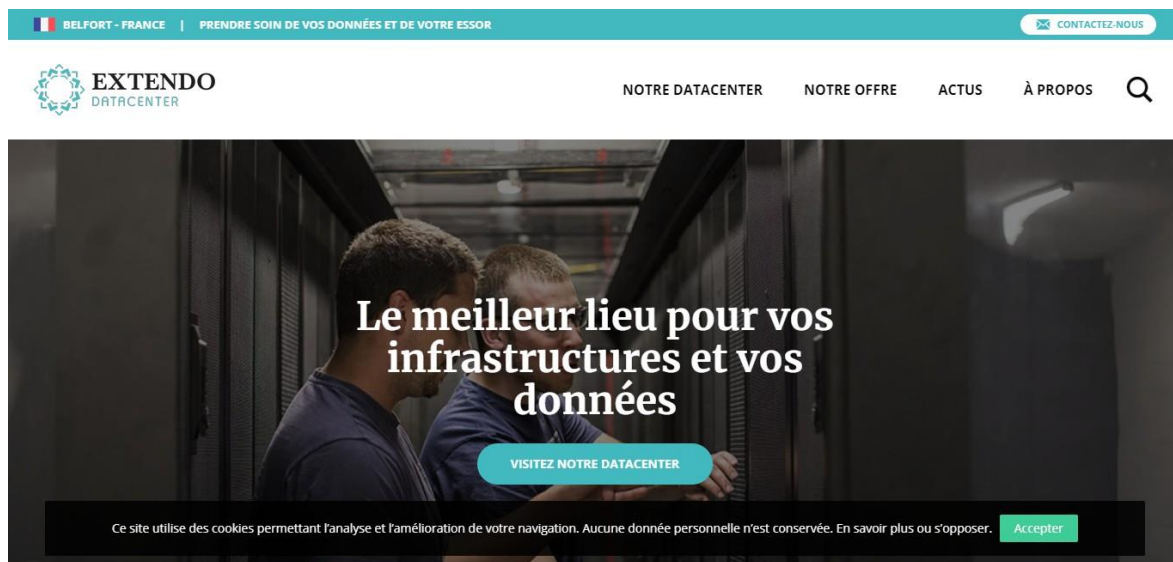 BELFORT - FRANCE | PRENDRE SOIN DE VOS DONNÉES ET DE VOTRE ESSOR
CONTACTEZ-NOUS
EXTENDO
DATACENTER
NOTRE DATACENTER NOTRE OFFRE ACTUS À PROPOS
Le meilleur lieu pour vos
infrastructures et vos
données
VISITEZ NOTRE DATACENTER
Ce site utilise des cookies permettant l'analyse et l'amélioration de votre navigation. Aucune donnée personnelle n'est conservée. En savoir plus ou s'opposer. Accepter